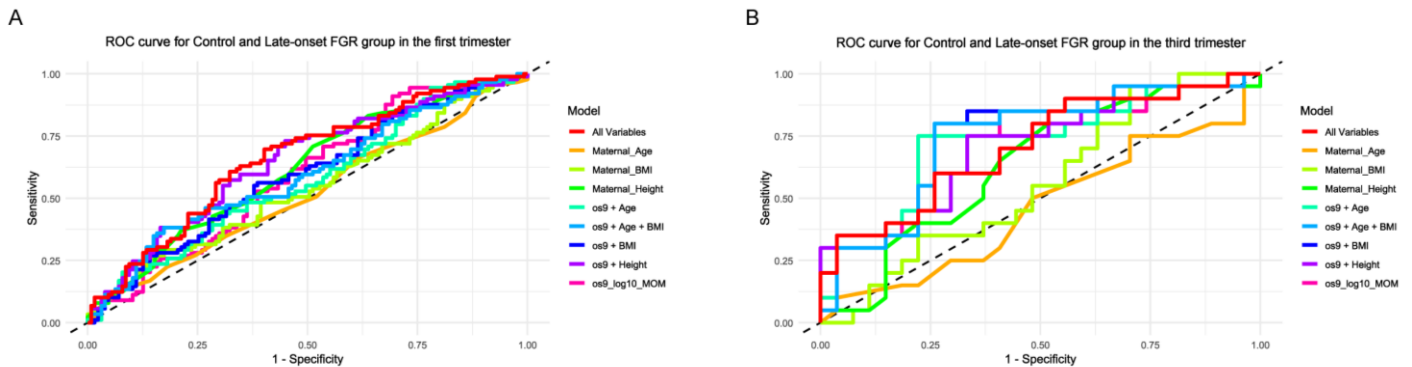 A
ROC curve for Control and Late-onset FGR group in the first trimester
1.00
0.75
0.50
0.25
0.00
Sensitivity
0.00 0.25 0.50 0.75 1.00
1 - Specificity
Model
All Variables
Maternal_Age
Maternal_BMI
Maternal_Height
os9 + Age
os9 + Age + BMI
os9 + BMI
os9 + Height
os9_log10_MOM
B
ROC curve for Control and Late-onset FGR group in the third trimester
1.00
0.75
0.50
0.25
0.00
Sensitivity
0.00 0.25 0.50 0.75 1.00
1 - Specificity
Model
All Variables
Maternal_Age
Maternal_BMI
Maternal_Height
os9 + Age
os9 + Age + BMI
os9 + BMI
os9 + Height
os9_log10_MOM